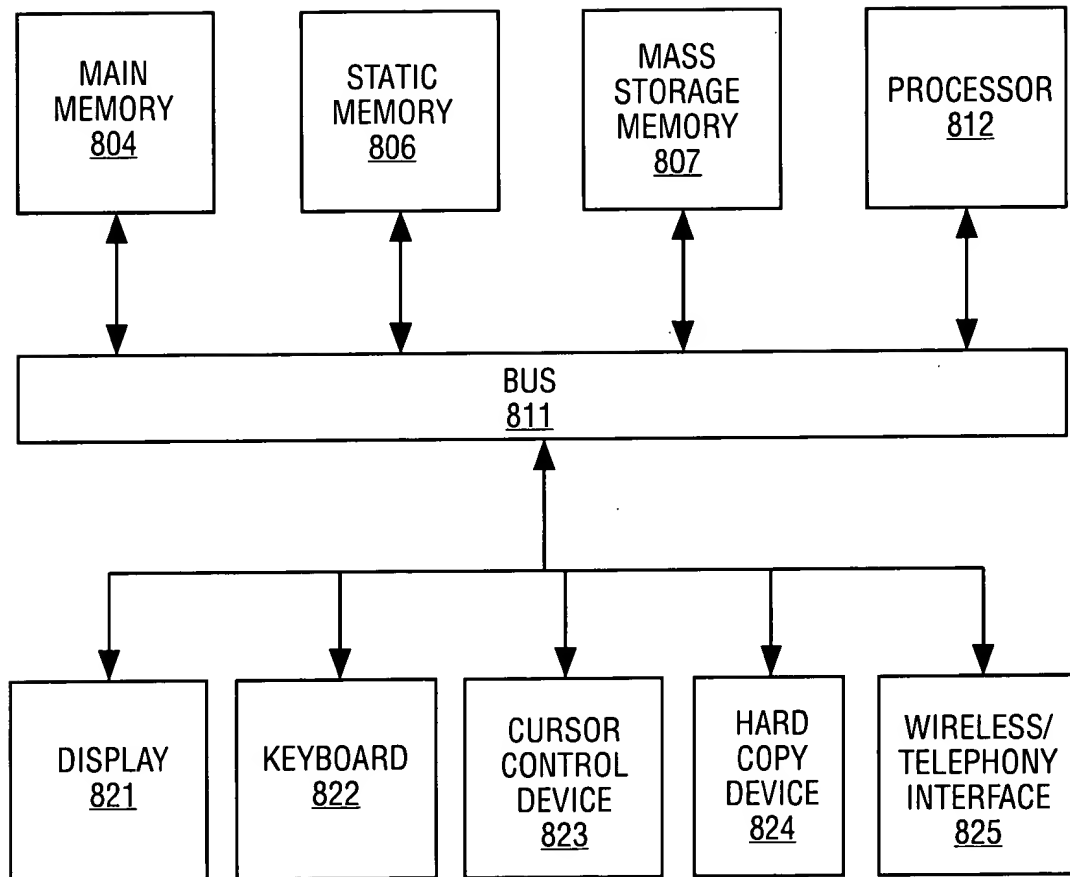 MAIN
MEMORY
804
STATIC
MEMORY
806
MASS
STORAGE
MEMORY
807
PROCESSOR
812
BUS
811
DISPLAY
821
KEYBOARD
822
CURSOR
CONTROL
DEVICE
823
HARD
COPY
DEVICE
824
WIRELESS/
TELEPHONY
INTERFACE
825